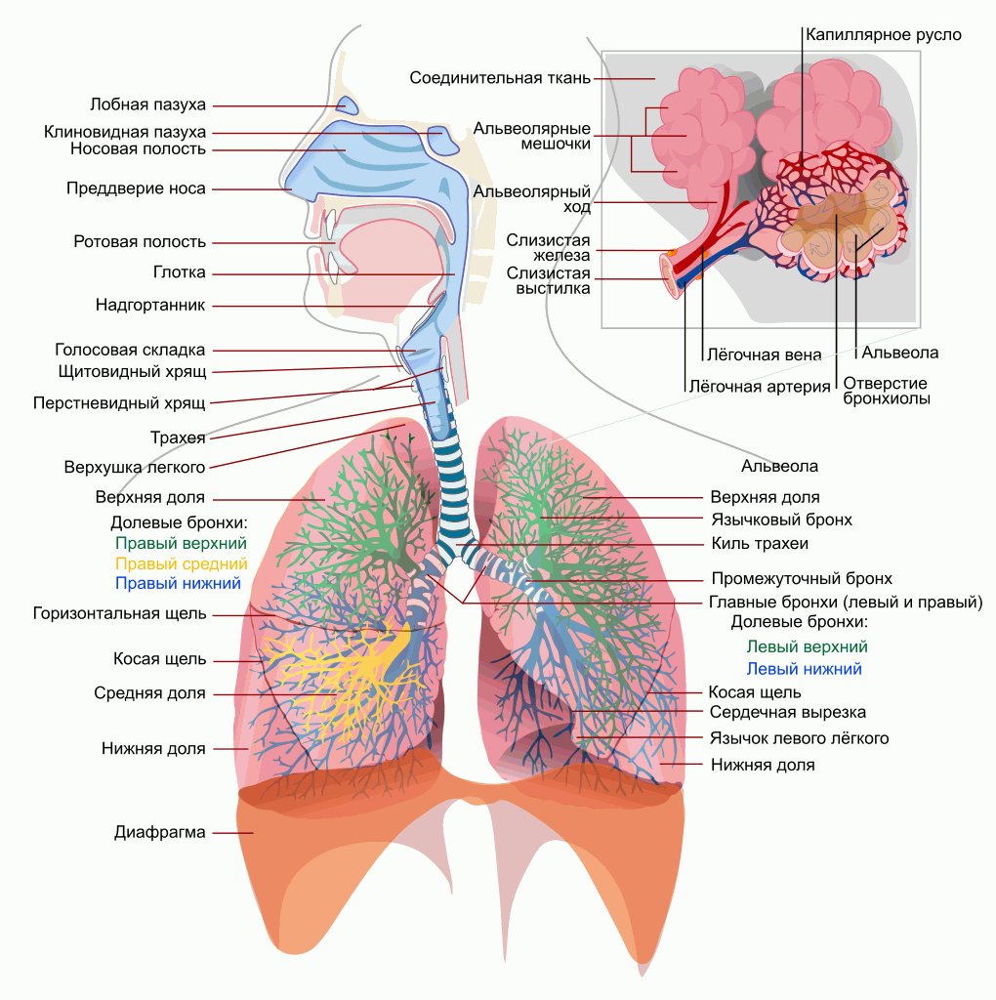 Капиллярное русло
Соединительная ткань
Лобная пазуха
Клиновидная пазуха
Носовая полость
Альвеолярные
мешочки
Преддверие носа
Альвеолярный
ход
Ротовая полость
Слизистая
железа
Глотка
Слизистая
выстилка
Надгортанник
Голосовая складка
Лёгочная вена
Альвеола
Щитовидный хрящ
Лёгочная артерия
Отверстие
бронхиолы
Перстневидный хрящ
Трахея
Верхушка легкого
Альвеола
Верхняя доля
Долевые бронхи:
Правый верхний
Правый средний
Правый нижний
Горизонтальная щель
Косая щель
Средняя доля
Нижняя доля
Диафрагма
Верхняя доля
Язычковый бронх
Киль трахеи
Промежуточный бронх
Главные бронхи (левый и правый)
Долевые бронхи:
Левый верхний
Левый нижний
Косая щель
Сердечная вырезка
Язычок левого лёгкого
Нижняя доля